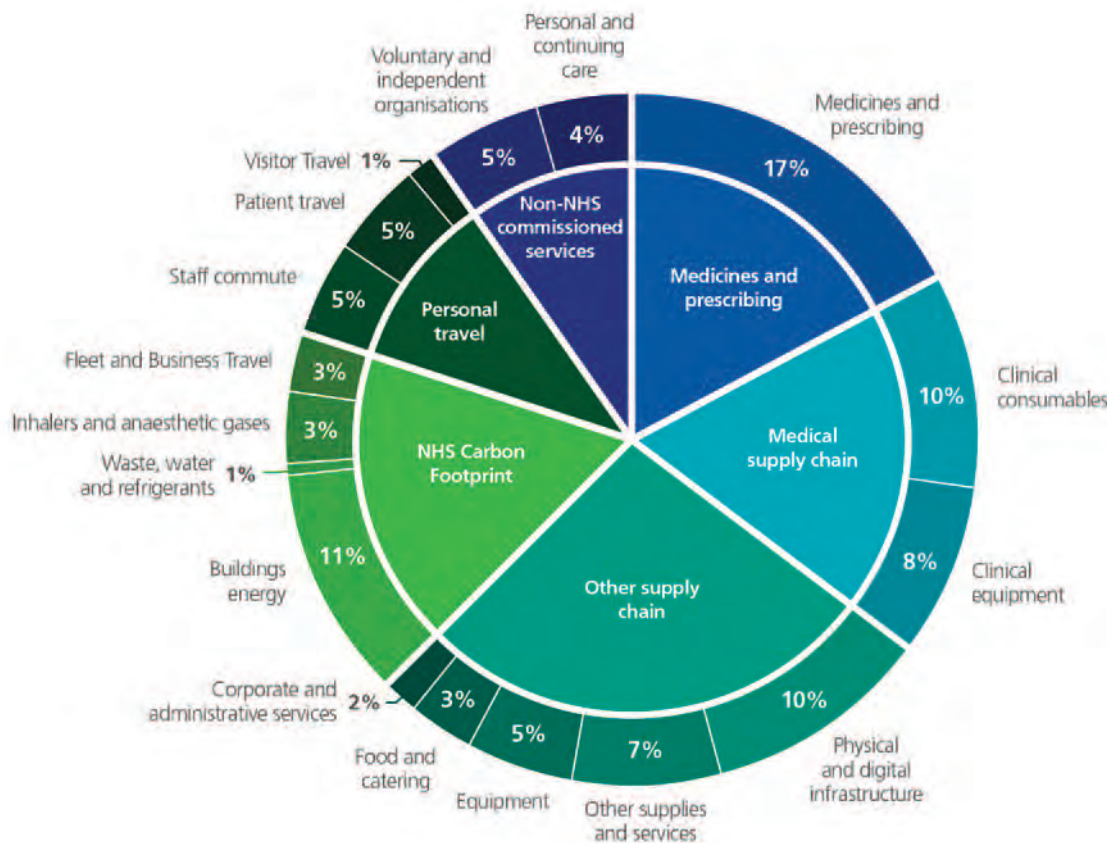 Personal and
continuing
care
4%
Voluntary and
independent
organisations
5%
Medicines and
prescribing
17%
Visitor Travel 1%
Patient travel
5%
Staff commute
5%
Non-NHS
commissioned
services
Medicines and
prescribing
Personal
travel
Fleet and Business Travel
3%
Inhalers and anaesthetic gases
3%
Waste, water
and refrigerants 1%
NHS Carbon
Footprint
Medical
supply chain
Clinical
consumables
10%
Buildings
energy
11%
Other supply
chain
Clinical
equipment
8%
Corporate and
administrative services 2%
Food and
catering
3%
Equipment
5%
Other supplies
and services
7%
Physical
and digital
infrastructure
10%